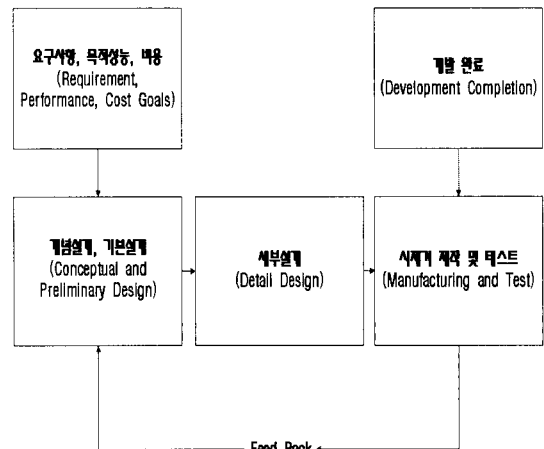 요구사항, 목적성능, 비용
(Requirement,
Performance, Cost Goals)
개발 완료
(Development Completion)
개념설계, 기본설계
(Conceptual and
Preliminary Design)
세부설계
(Detail Design)
시제기 제작 및 테스트
(Manufacturing and Test)
Feed Back